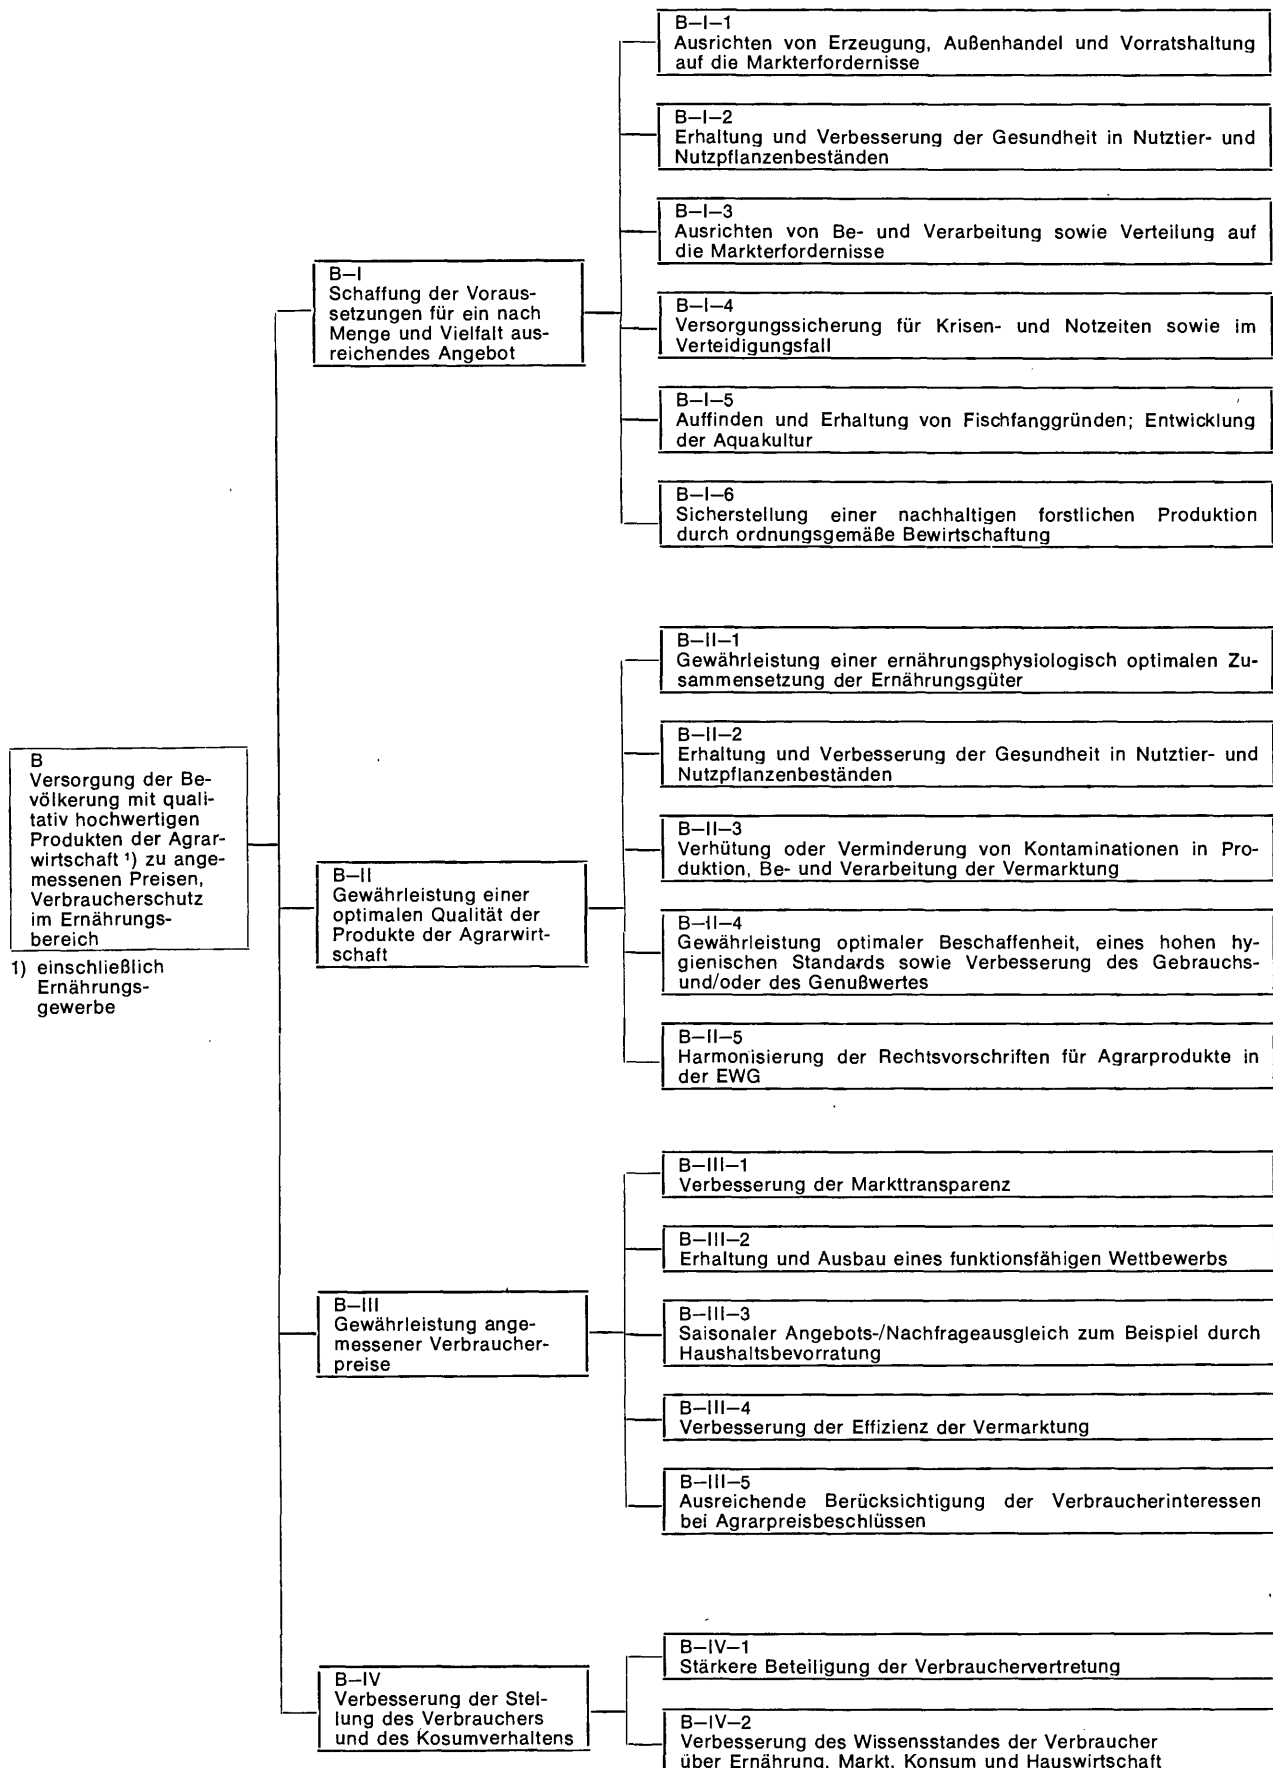 B
Versorgung der Be-
völkerung mit quali-
tativ hochwertigen
Produkten der Agrar-
wirtschaft ¹) zu ange-
messenen Preisen,
Verbraucherschutz
im Ernährungs-
bereich
1) einschließlich
Ernährungs-
gewerbe
B–I
Schaffung der Voraus-
setzungen für ein nach
Menge und Vielfalt aus-
reichendes Angebot
B–I–1
Ausrichten von Erzeugung, Außenhandel und Vorratshaltung
auf die Markterfordernisse
B–I–2
Erhaltung und Verbesserung der Gesundheit in Nutztier- und
Nutzpflanzenbeständen
B–I–3
Ausrichten von Be- und Verarbeitung sowie Verteilung auf
die Markterfordernisse
B–I–4
Versorgungssicherung für Krisen- und Notzeiten sowie im
Verteidigungsfall
B–I–5
Auffinden und Erhaltung von Fischfanggründen; Entwicklung
der Aquakultur
B–I–6
Sicherstellung einer nachhaltigen forstlichen Produktion
durch ordnungsgemäße Bewirtschaftung
B–II
Gewährleistung einer
optimalen Qualität der
Produkte der Agrarwirt-
schaft
B–II–1
Gewährleistung einer ernährungsphysiologisch optimalen Zu-
sammensetzung der Ernährungsgüter
B–II–2
Erhaltung und Verbesserung der Gesundheit in Nutztier- und
Nutzpflanzenbeständen
B–II–3
Verhütung oder Verminderung von Kontaminationen in Pro-
duktion, Be- und Verarbeitung der Vermarktung
B–II–4
Gewährleistung optimaler Beschaffenheit, eines hohen hy-
gienischen Standards sowie Verbesserung des Gebrauchs-
und/oder des Genußwertes
B–II–5
Harmonisierung der Rechtsvorschriften für Agrarprodukte in
der EWG
B–III
Gewährleistung ange-
messener Verbraucher-
preise
B–III–1
Verbesserung der Markttransparenz
B–III–2
Erhaltung und Ausbau eines funktionsfähigen Wettbewerbs
B–III–3
Saisonaler Angebots-/Nachfrageausgleich zum Beispiel durch
Haushaltsbevorratung
B–III–4
Verbesserung der Effizienz der Vermarktung
B–III–5
Ausreichende Berücksichtigung der Verbraucherinteressen
bei Agrarpreisbeschlüssen
B–IV
Verbesserung der Stel-
lung des Verbrauchers
und des Kosumverhaltens
B–IV–1
Stärkere Beteiligung der Verbrauchervertretung
B–IV–2
Verbesserung des Wissensstandes der Verbraucher
über Ernährung, Markt, Konsum und Hauswirtschaft